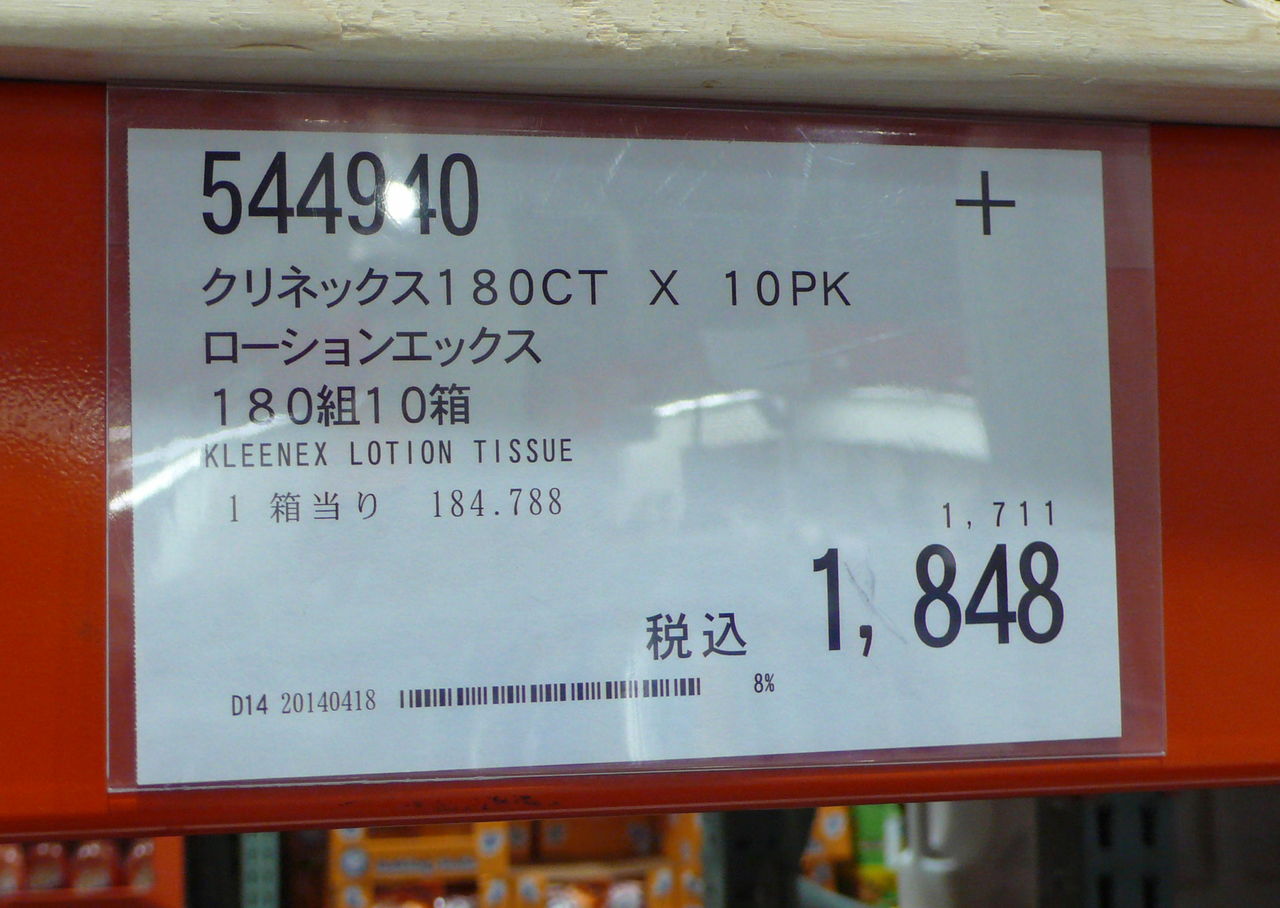 544940 +
クリネックス180CT X 10PK
ローションエックス
180組10箱
KLEENEX LOTION TISSUE
1 箱当り 184.788
1,711
税込 1,848
D14 20140418 8%